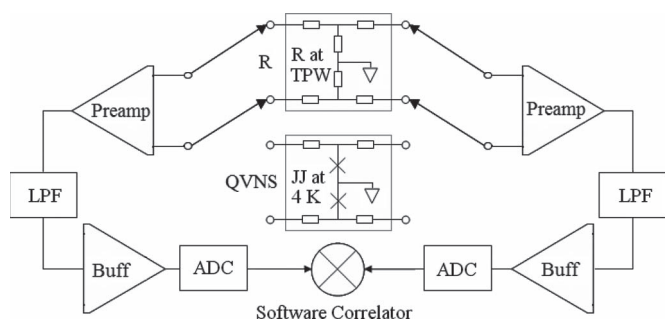 R
R at
TPW
Preamp
Preamp
QVNS
JJ at
4 K
LPF
LPF
Buff
ADC
ADC
Buff
Software Correlator